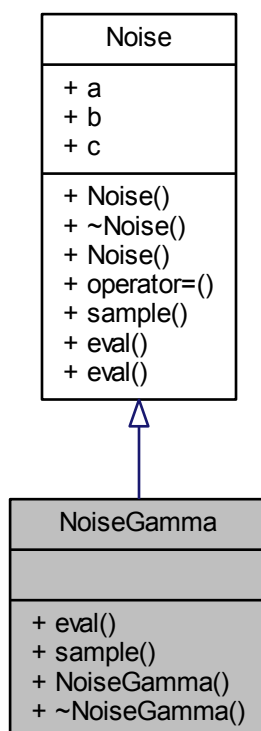 Noise
+ a
+ b
+ c
+ Noise()
+ ~Noise()
+ Noise()
+ operator=()
+ sample()
+ eval()
+ eval()
NoiseGamma
+ eval()
+ sample()
+ NoiseGamma()
+ ~NoiseGamma()